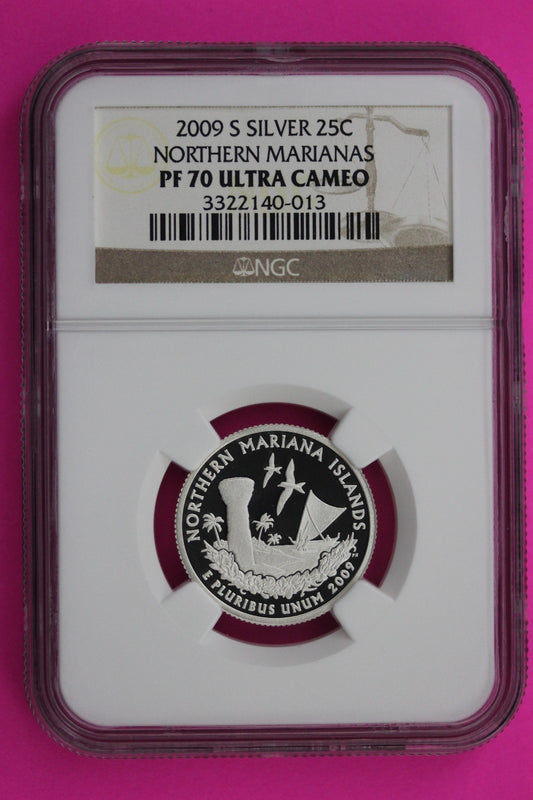 2009 S SILVER 25C
NORTHERN MARIANAS
PF 70 ULTRA CAMEO
3322140-013
NGC
NORTHERN MARIANA ISLANDS
E PLURIBUS UNUM 2009